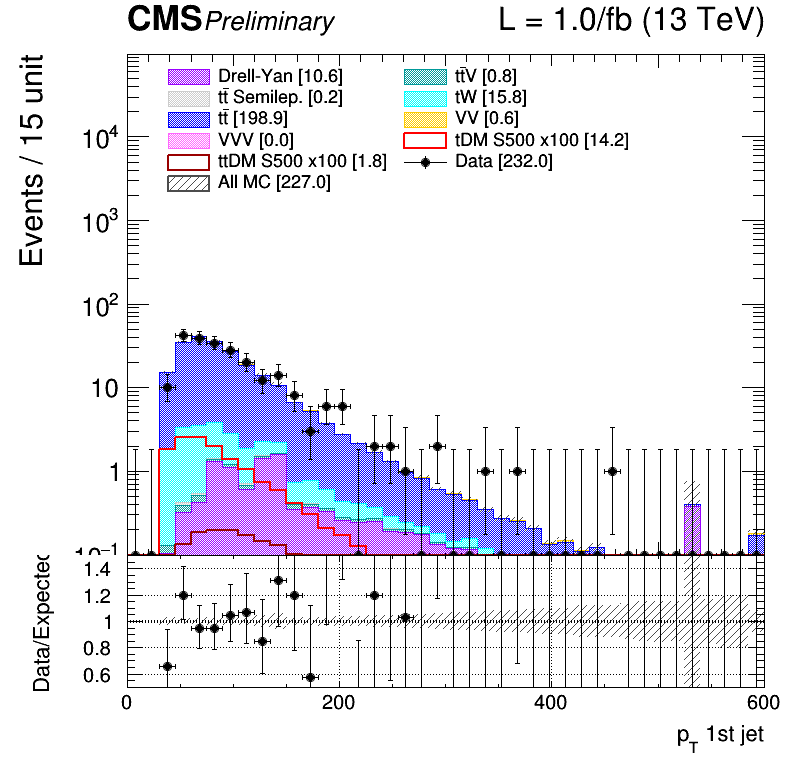 CMS Preliminary L = 1.0/fb (13 TeV)
Events / 15 unit
Drell-Yan [10.6]
tt̄ Semilep. [0.2]
tt̄ [198.9]
VVV [0.0]
ttDM S500 x100 [1.8]
All MC [227.0]
tt̄V [0.8]
tW [15.8]
VV [0.6]
tDM S500 x100 [14.2]
Data [232.0]
10⁴
10³
10²
10
1
10⁻¹
Data/Expected
1.4
1.2
1
0.8
0.6
0 200 400 600
p_T 1st jet